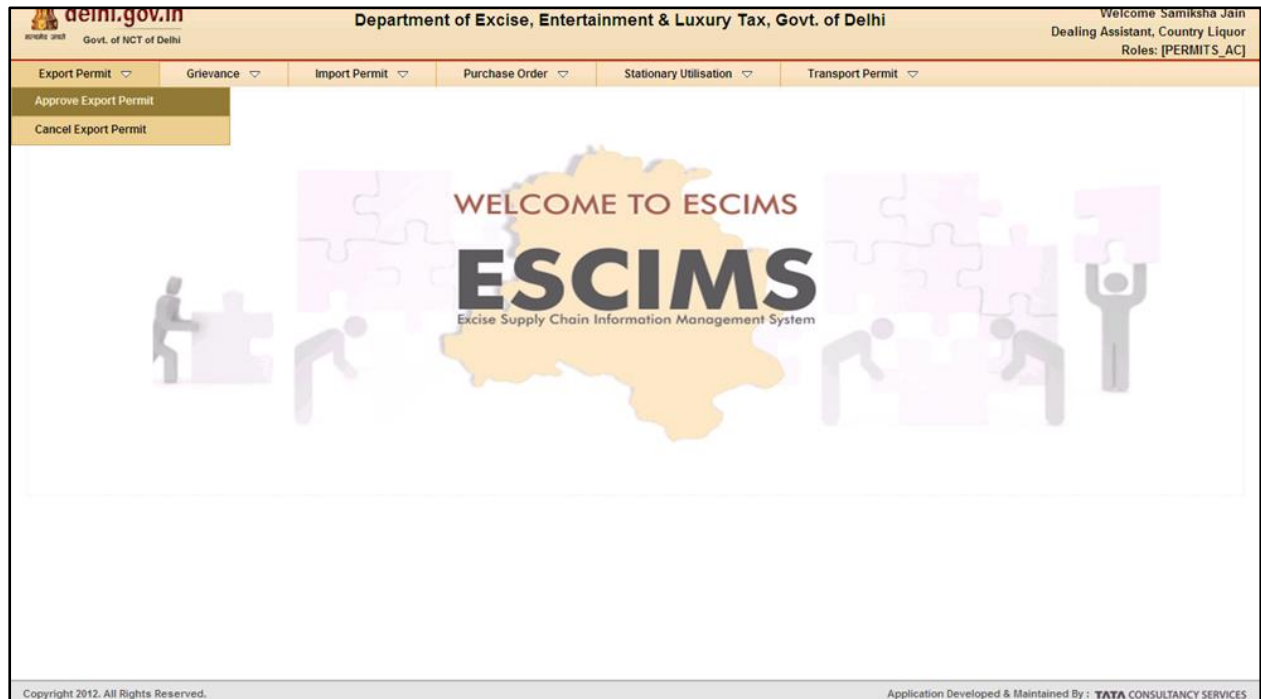 delhi.gov.in
सत्यमेव जयते
Govt. of NCT of Delhi
Department of Excise, Entertainment & Luxury Tax, Govt. of Delhi
Welcome Samiksha Jain
Dealing Assistant, Country Liquor
Roles: [PERMITS_AC]
Export Permit
Grievance
Import Permit
Purchase Order
Stationary Utilisation
Transport Permit
Approve Export Permit
Cancel Export Permit
WELCOME TO ESCIMS
ESCIMS
Excise Supply Chain Information Management System
Copyright 2012. All Rights Reserved.
Application Developed & Maintained By : TATA CONSULTANCY SERVICES